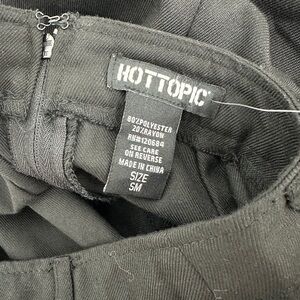 HOTTOPIC
80%POLYESTER
20%RAYON
RN#120684
SEE CARE
ON REVERSE
MADE IN CHINA
SIZE
SM